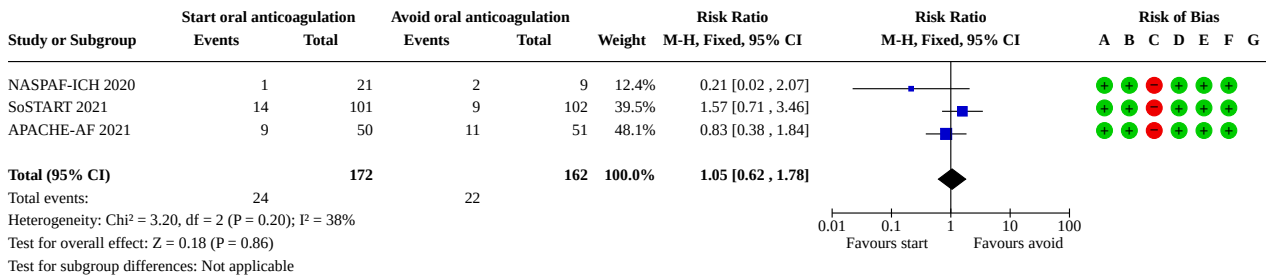 Start oral anticoagulation Avoid oral anticoagulation Risk Ratio Risk Ratio Risk of Bias
Study or Subgroup Events Total Events Total Weight M-H, Fixed, 95% CI M-H, Fixed, 95% CI A B C D E F G
NASPAF-ICH 2020 1 21 2 9 12.4% 0.21 [0.02 , 2.07] + + − + + +
SoSTART 2021 14 101 9 102 39.5% 1.57 [0.71 , 3.46] + + − + + +
APACHE-AF 2021 9 50 11 51 48.1% 0.83 [0.38 , 1.84] + + − + + +
Total (95% CI) 172 162 100.0% 1.05 [0.62 , 1.78]
Total events: 24 22
Heterogeneity: Chi² = 3.20, df = 2 (P = 0.20); I² = 38%
0.01 0.1 1 10 100
Test for overall effect: Z = 0.18 (P = 0.86) Favours start Favours avoid
Test for subgroup differences: Not applicable